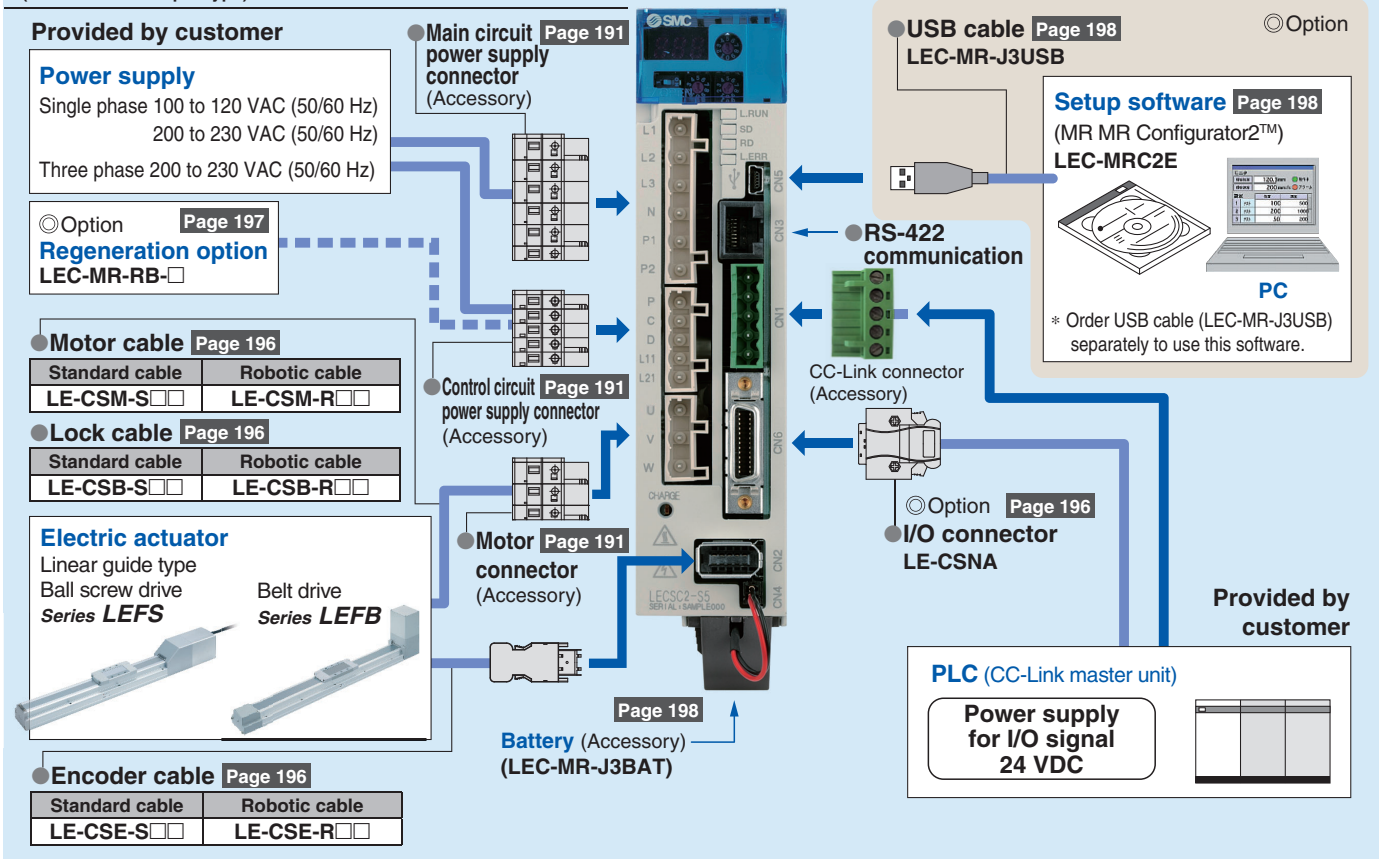 Provided by customer
Power supply
Single phase 100 to 120 VAC (50/60 Hz)
200 to 230 VAC (50/60 Hz)
Three phase 200 to 230 VAC (50/60 Hz)
◎Option Page 197
Regeneration option
LEC-MR-RB-□
●Motor cable Page 196
Standard cable Robotic cable
LE-CSM-S□□ LE-CSM-R□□
●Lock cable Page 196
Standard cable Robotic cable
LE-CSB-S□□ LE-CSB-R□□
Electric actuator
Linear guide type
Ball screw drive
Series LEFS
Belt drive
Series LEFB
●Encoder cable Page 196
Standard cable Robotic cable
LE-CSE-S□□ LE-CSE-R□□
●Main circuit Page 191
power supply
connector
(Accessory)
●Control circuit Page 191
power supply connector
(Accessory)
●Motor Page 191
connector
(Accessory)
Page 198
Battery (Accessory)
(LEC-MR-J3BAT)
SMC
L.RUN
SD
RD
L.ERR
L1
L2
L3
N
P1
P2
P
C
D
L11
L21
U
V
W
CHARGE
CN5
CN3
CN1
CN6
CN2
CN4
LECSC2-S5
SERIAL:SAMPLE000
●USB cable Page 198
LEC-MR-J3USB
◎Option
Setup software Page 198
(MR MR Configurator2™)
LEC-MRC2E
PC
* Order USB cable (LEC-MR-J3USB)
separately to use this software.
●RS-422
communication
CC-Link connector
(Accessory)
◎Option Page 196
●I/O connector
LE-CSNA
Provided by
customer
PLC (CC-Link master unit)
Power supply
for I/O signal
24 VDC